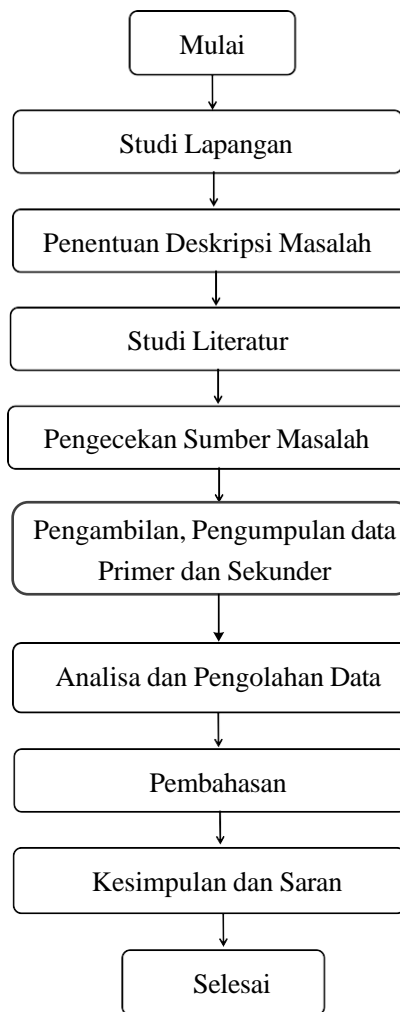 Mulai
Studi Lapangan
Penentuan Deskripsi Masalah
Studi Literatur
Pengecekan Sumber Masalah
Pengambilan, Pengumpulan data
Primer dan Sekunder
Analisa dan Pengolahan Data
Pembahasan
Kesimpulan dan Saran
Selesai